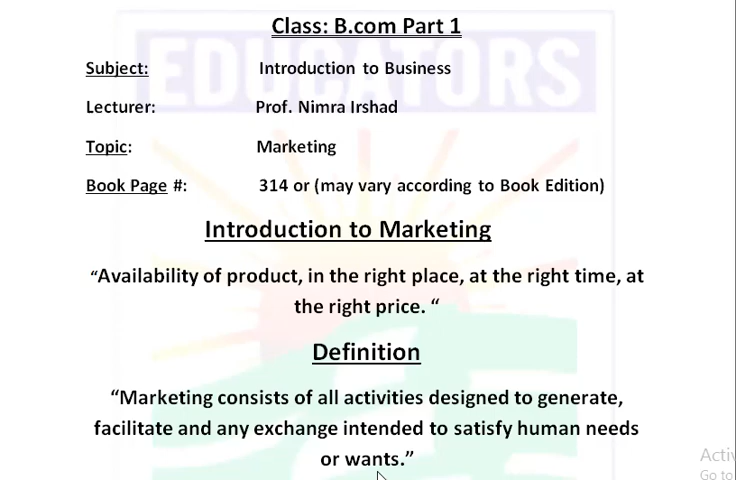 EDUCATORS
Class: B.com Part 1
Subject: Introduction to Business
Lecturer: Prof. Nimra Irshad
Topic: Marketing
Book Page #: 314 or (may vary according to Book Edition)
Introduction to Marketing
“Availability of product, in the right place, at the right time, at
the right price. “
Definition
“Marketing consists of all activities designed to generate,
facilitate and any exchange intended to satisfy human needs
or wants.”
Go to